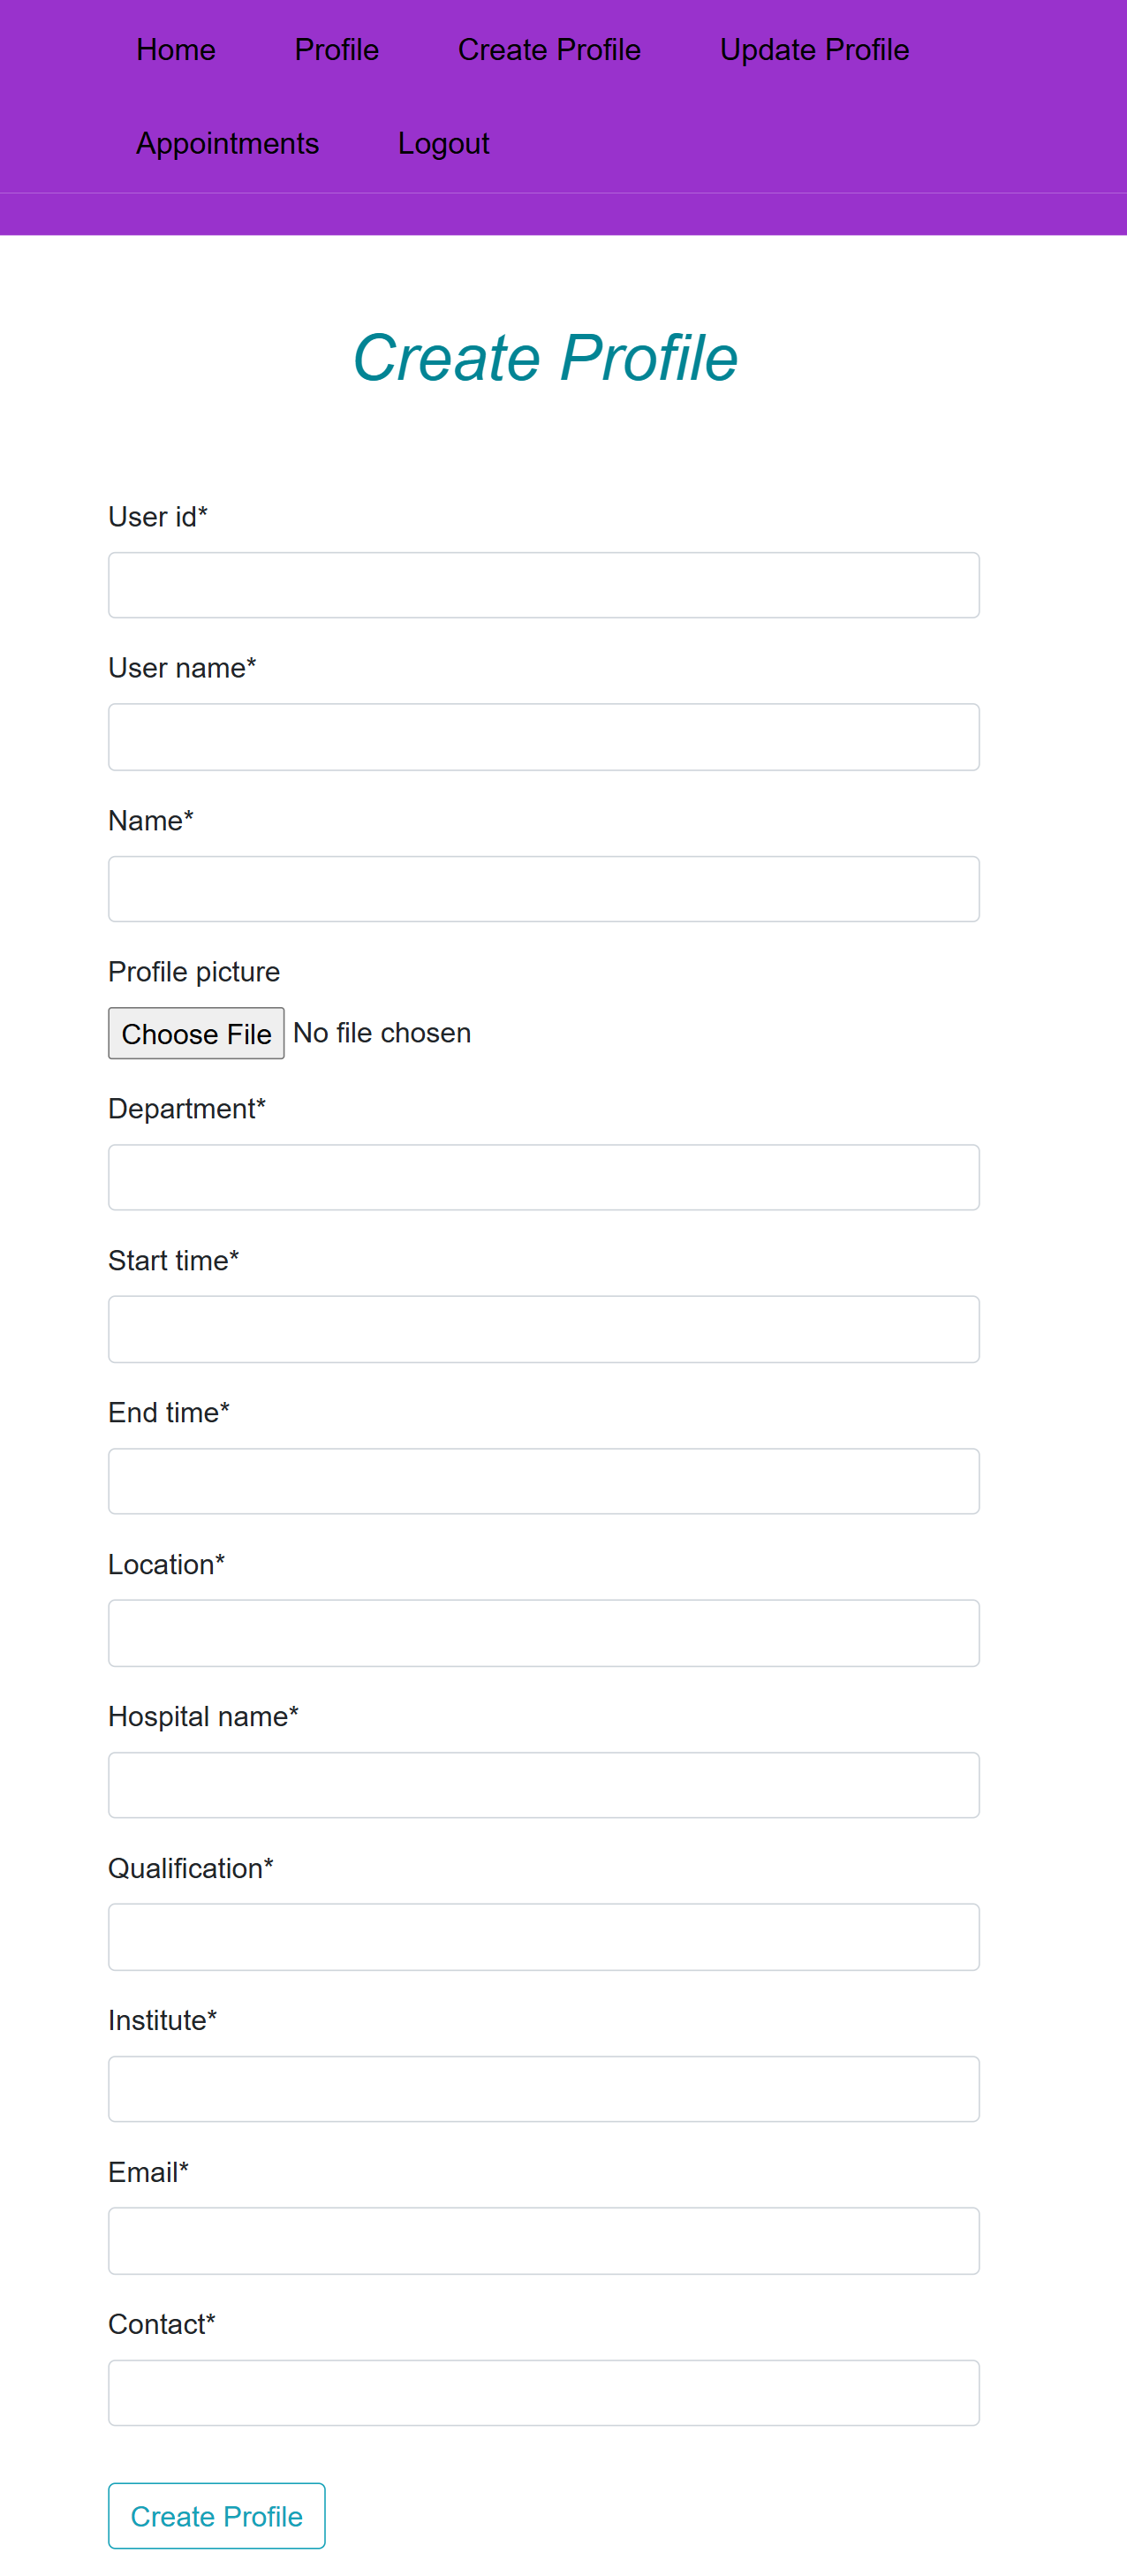 Home Profile Create Profile Update Profile
Appointments Logout
Create Profile
User id*
User name*
Name*
Profile picture
Choose File No file chosen
Department*
Start time*
End time*
Location*
Hospital name*
Qualification*
Institute*
Email*
Contact*
Create Profile